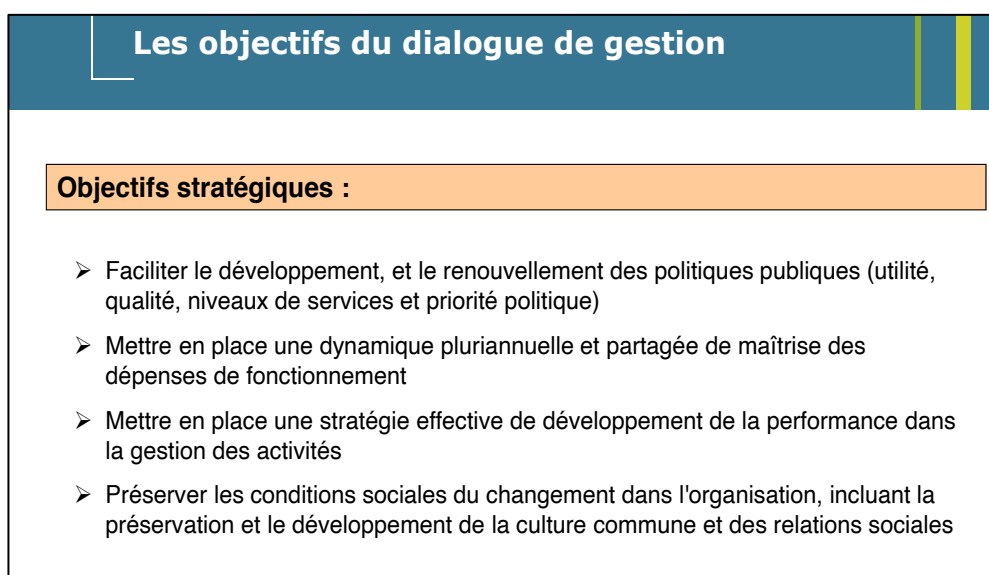 Les objectifs du dialogue de gestion
Objectifs stratégiques :
➢ Faciliter le développement, et le renouvellement des politiques publiques (utilité,
qualité, niveaux de services et priorité politique)
➢ Mettre en place une dynamique pluriannuelle et partagée de maîtrise des
dépenses de fonctionnement
➢ Mettre en place une stratégie effective de développement de la performance dans
la gestion des activités
➢ Préserver les conditions sociales du changement dans l'organisation, incluant la
préservation et le développement de la culture commune et des relations sociales